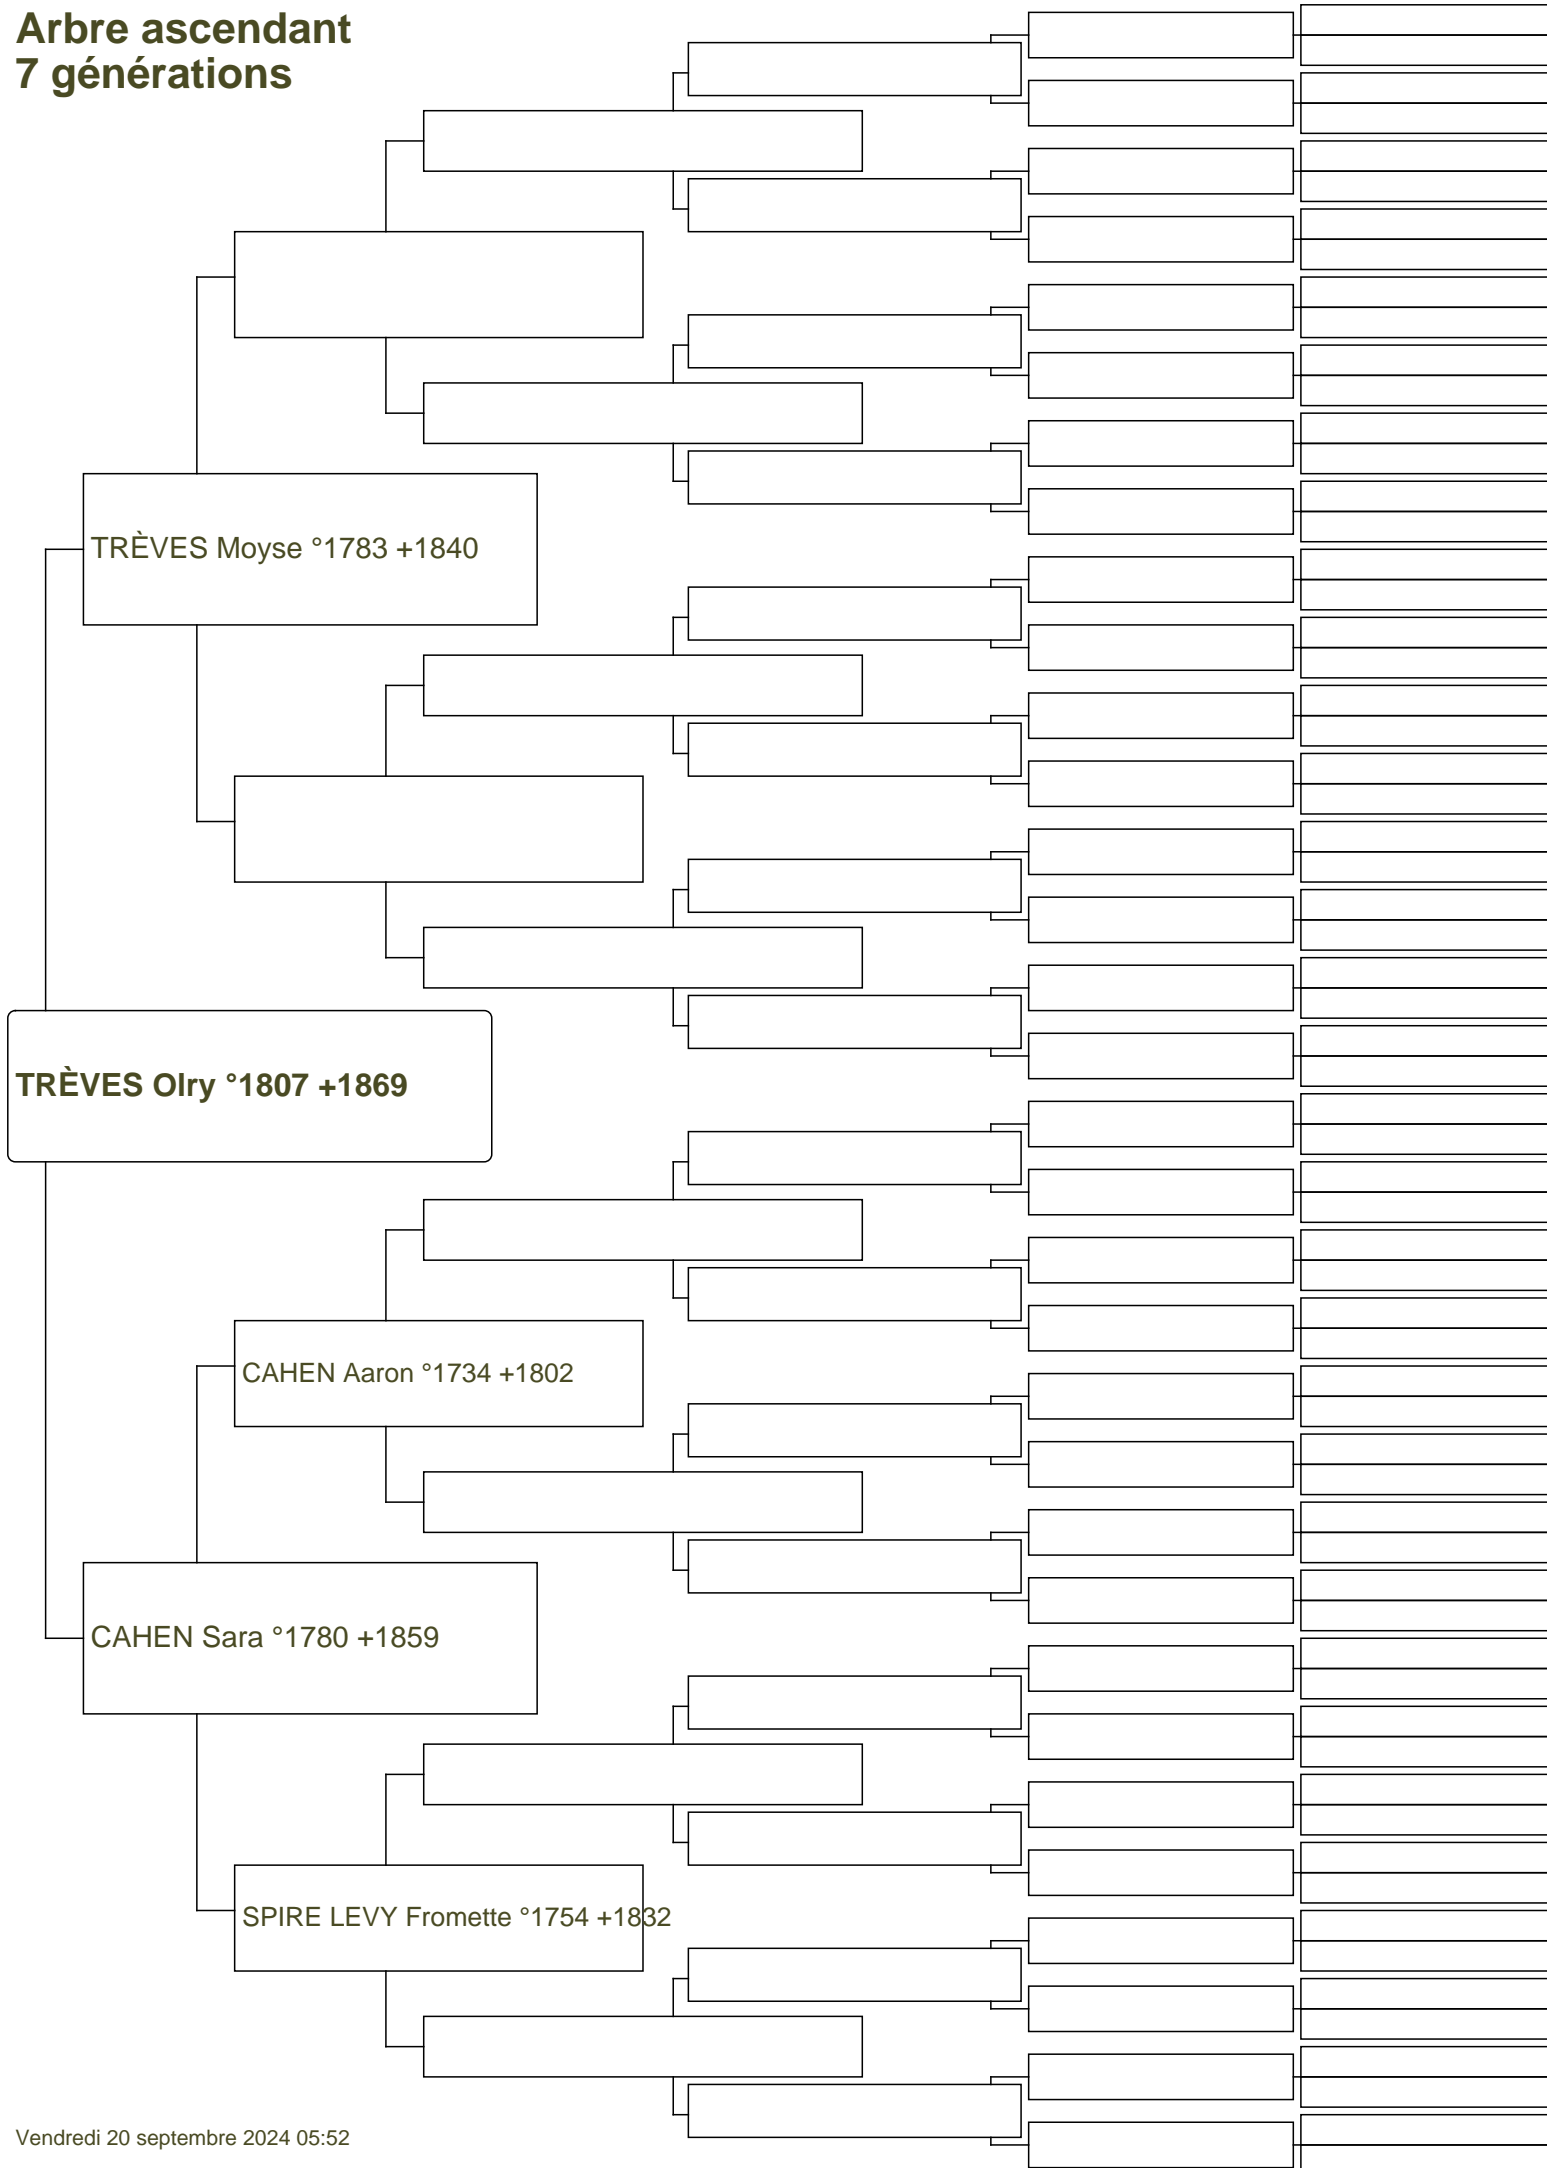 Arbre ascendant
7 générations
TRÈVES Moyse °1783 +1840
TRÈVES Olry °1807 +1869
CAHEN Aaron °1734 +1802
CAHEN Sara °1780 +1859
SPIRE LEVY Fromette °1754 +1832
Vendredi 20 septembre 2024 05:52